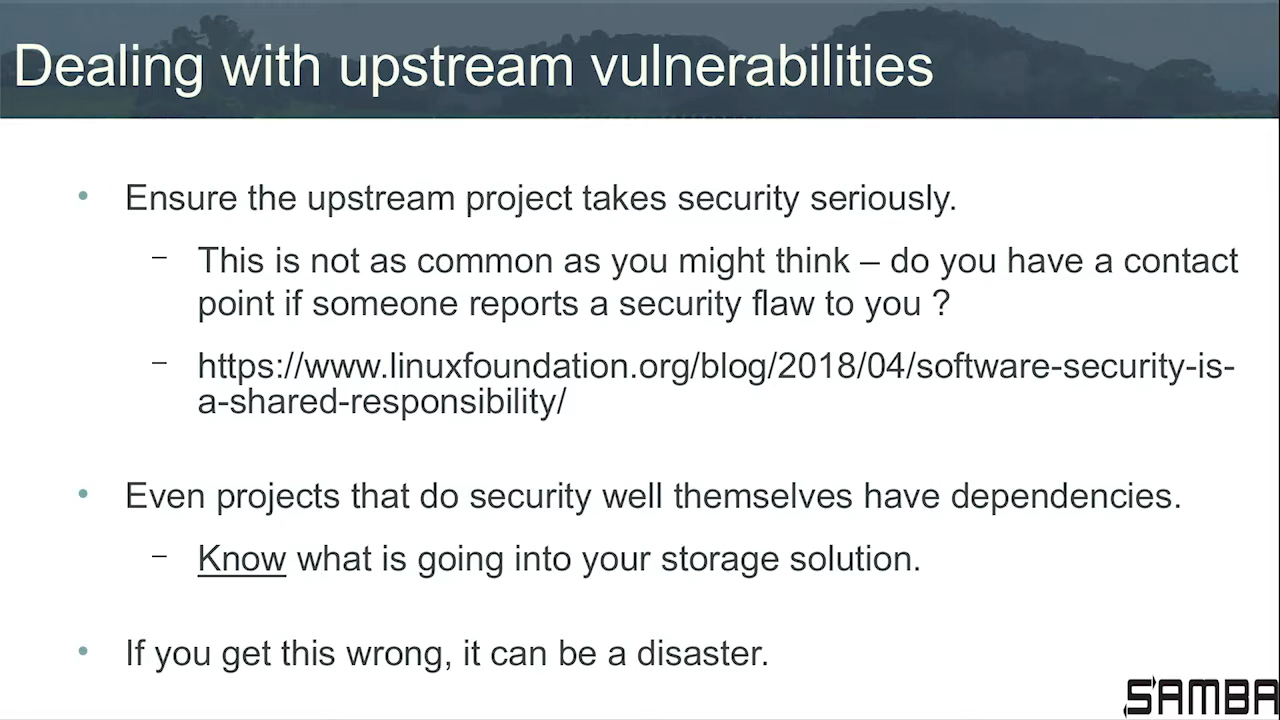 Dealing with upstream vulnerabilities
• Ensure the upstream project takes security seriously.
– This is not as common as you might think – do you have a contact
point if someone reports a security flaw to you ?
– https://www.linuxfoundation.org/blog/2018/04/software-security-is-
a-shared-responsibility/
• Even projects that do security well themselves have dependencies.
– Know what is going into your storage solution.
• If you get this wrong, it can be a disaster.
SAMBA